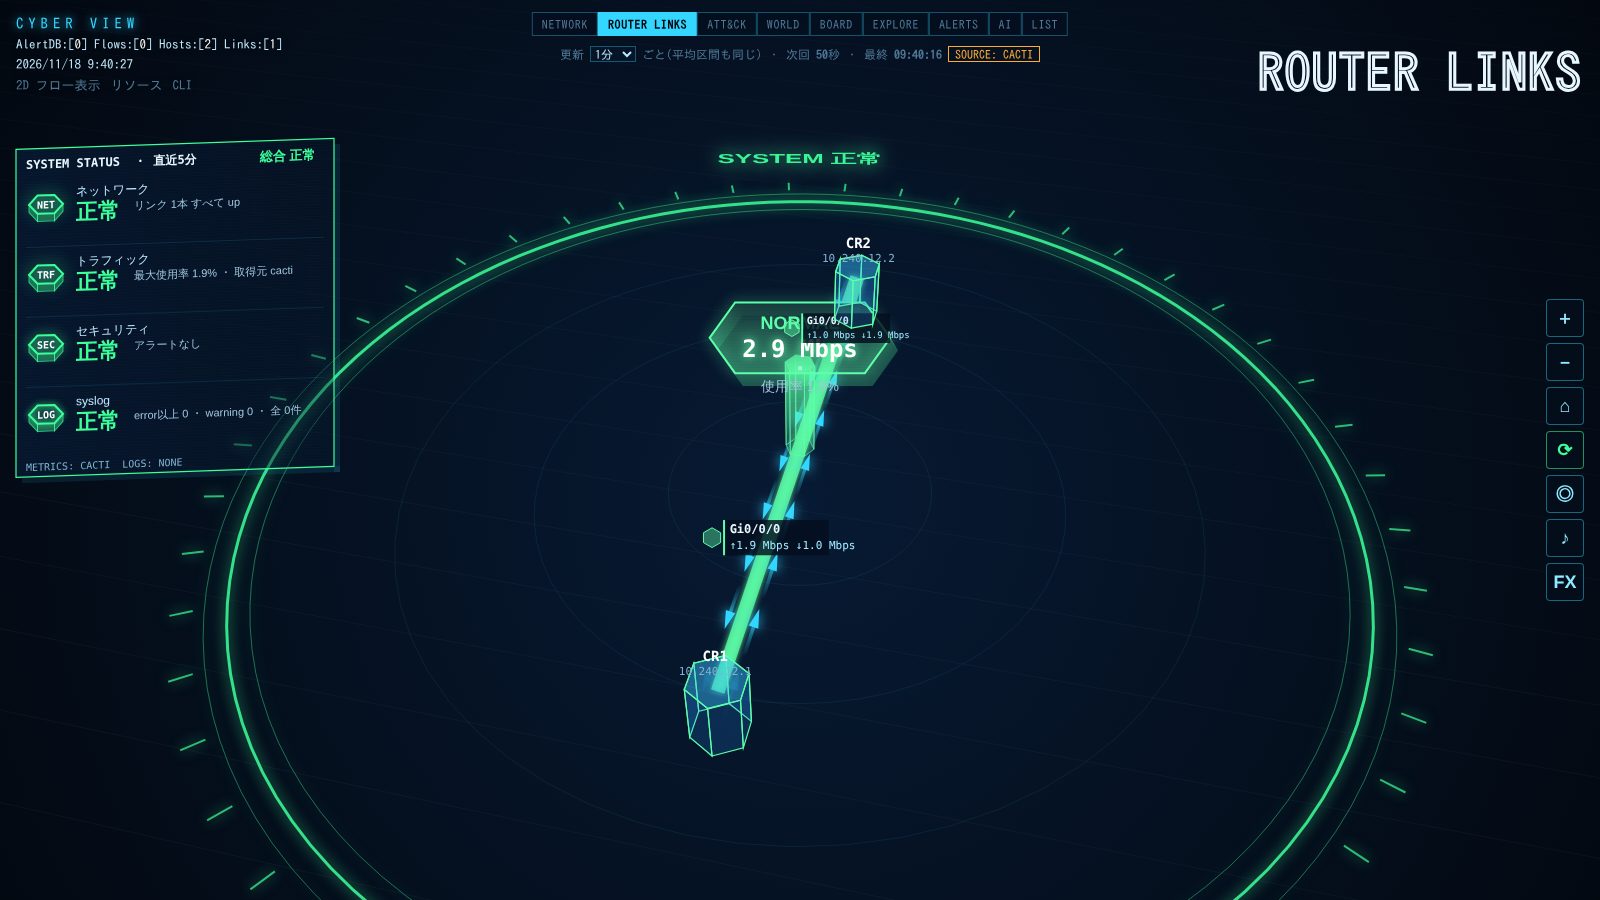 CYBER VIEW
AlertDB:[0] Flows:[0] Hosts:[2] Links:[1]
2026/11/18 9:40:27
2D フロー表示 リソース CLI
NETWORK ROUTER LINKS ATT&CK WORLD BOARD EXPLORE ALERTS AI LIST
更新 1分 ごと(平均区間も同じ) ・ 次回 50秒 ・ 最終 09:40:16 SOURCE: CACTI
ROUTER LINKS
SYSTEM STATUS ・ 直近5分 総合 正常
NET ネットワーク
正常 リンク 1本 すべて up
TRF トラフィック
正常 最大使用率 1.9% ・ 取得元 cacti
SEC セキュリティ
正常 アラートなし
LOG syslog
正常 error以上 0 ・ warning 0 ・ 全 0件
METRICS: CACTI LOGS: NONE
SYSTEM 正常
CR2
10.240.12.2
Gi0/0/0
↑1.0 Mbps ↓1.9 Mbps
2.9 Mbps
使用率
Gi0/0/0
↑1.9 Mbps ↓1.0 Mbps
CR1
+
−
⌂
⟳
◎
♪
FX